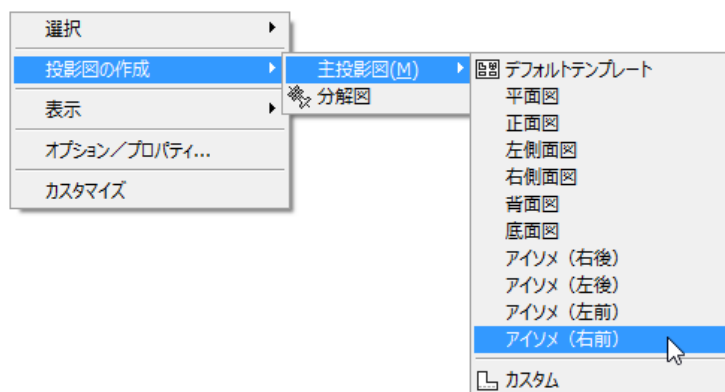 選択
投影図の作成
表示
オプション／プロパティ...
カスタマイズ
主投影図(M)
分解図
デフォルトテンプレート
平面図
正面図
左側面図
右側面図
背面図
底面図
アイソメ（右後）
アイソメ（左後）
アイソメ（左前）
アイソメ（右前）
カスタム